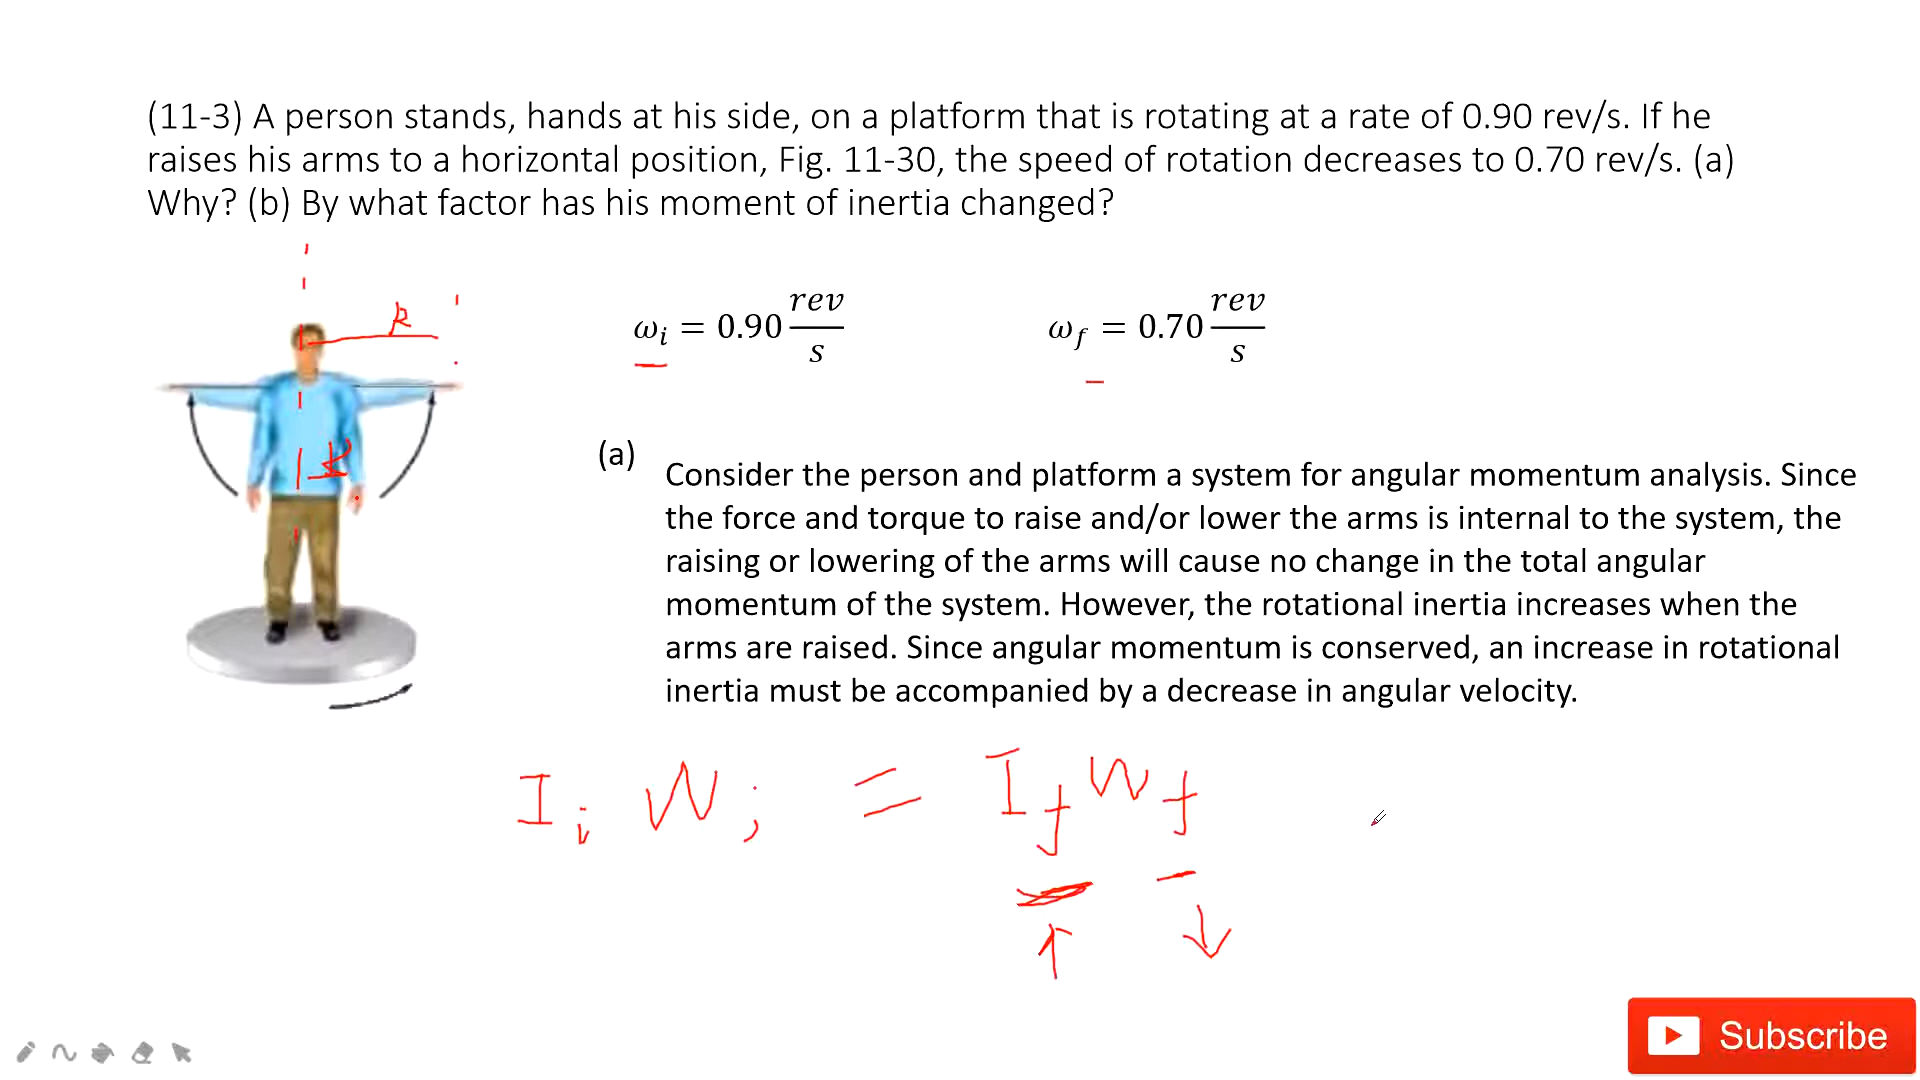 (11-3) A person stands, hands at his side, on a platform that is rotating at a rate of 0.90 rev/s. If he
raises his arms to a horizontal position, Fig. 11-30, the speed of rotation decreases to 0.70 rev/s. (a)
Why? (b) By what factor has his moment of inertia changed?
R
ω_i = 0.90 rev/s
ω_f = 0.70 rev/s
(a)
Consider the person and platform a system for angular momentum analysis. Since
the force and torque to raise and/or lower the arms is internal to the system, the
raising or lowering of the arms will cause no change in the total angular
momentum of the system. However, the rotational inertia increases when the
arms are raised. Since angular momentum is conserved, an increase in rotational
inertia must be accompanied by a decrease in angular velocity.
I_i W_i = I_f W_f
Subscribe